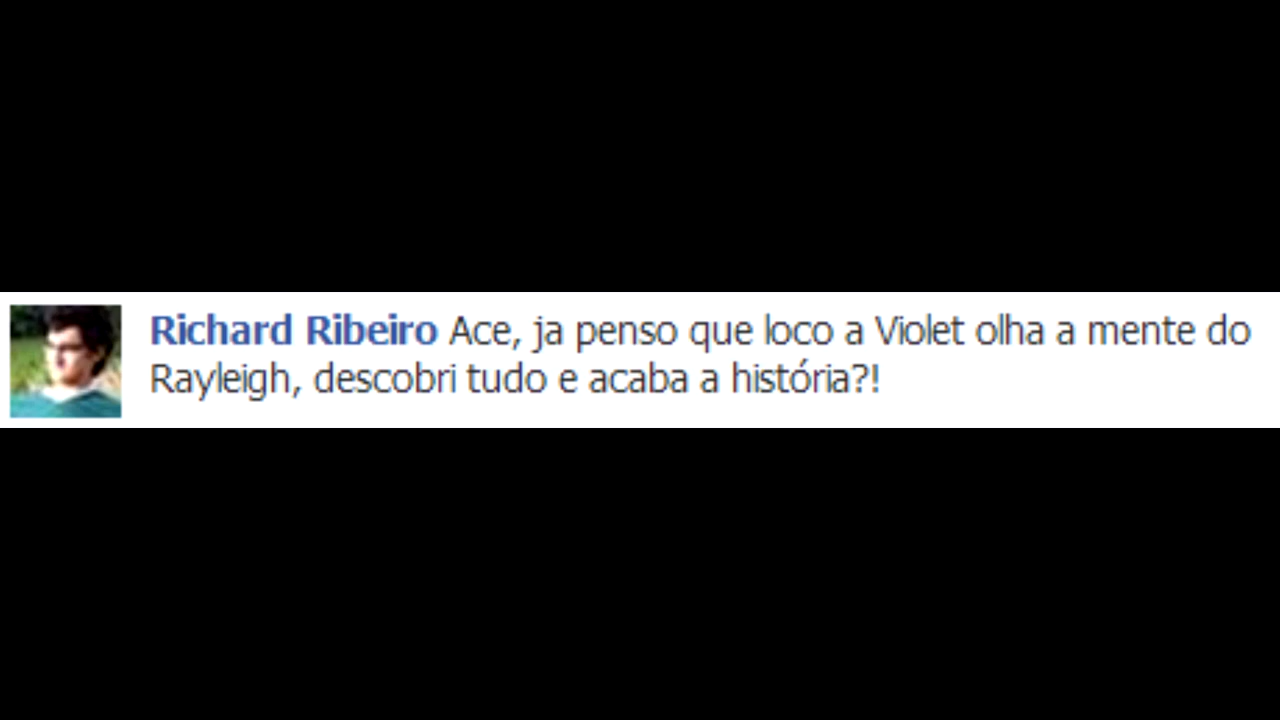 Richard Ribeiro Ace, ja penso que loco a Violet olha a mente do
Rayleigh, descobri tudo e acaba a história?!